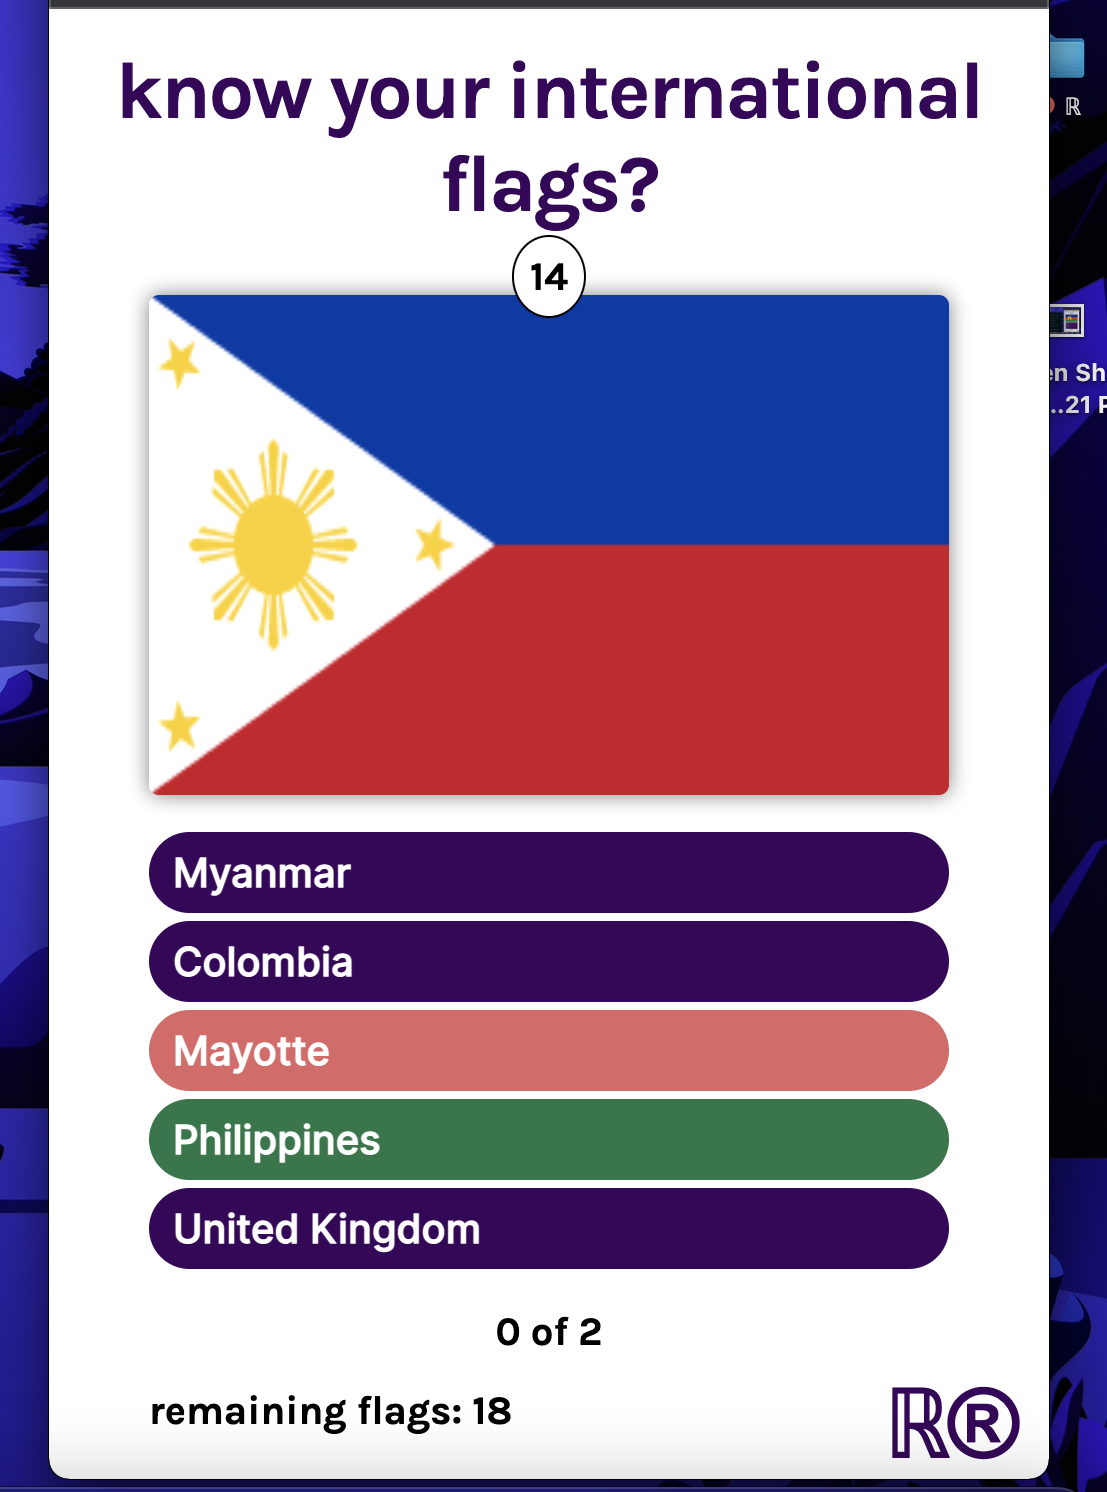 know your international
flags?
14
ℝ
en Sh
...21 P
Myanmar
Colombia
Mayotte
Philippines
United Kingdom
0 of 2
remaining flags: 18
ℝ®